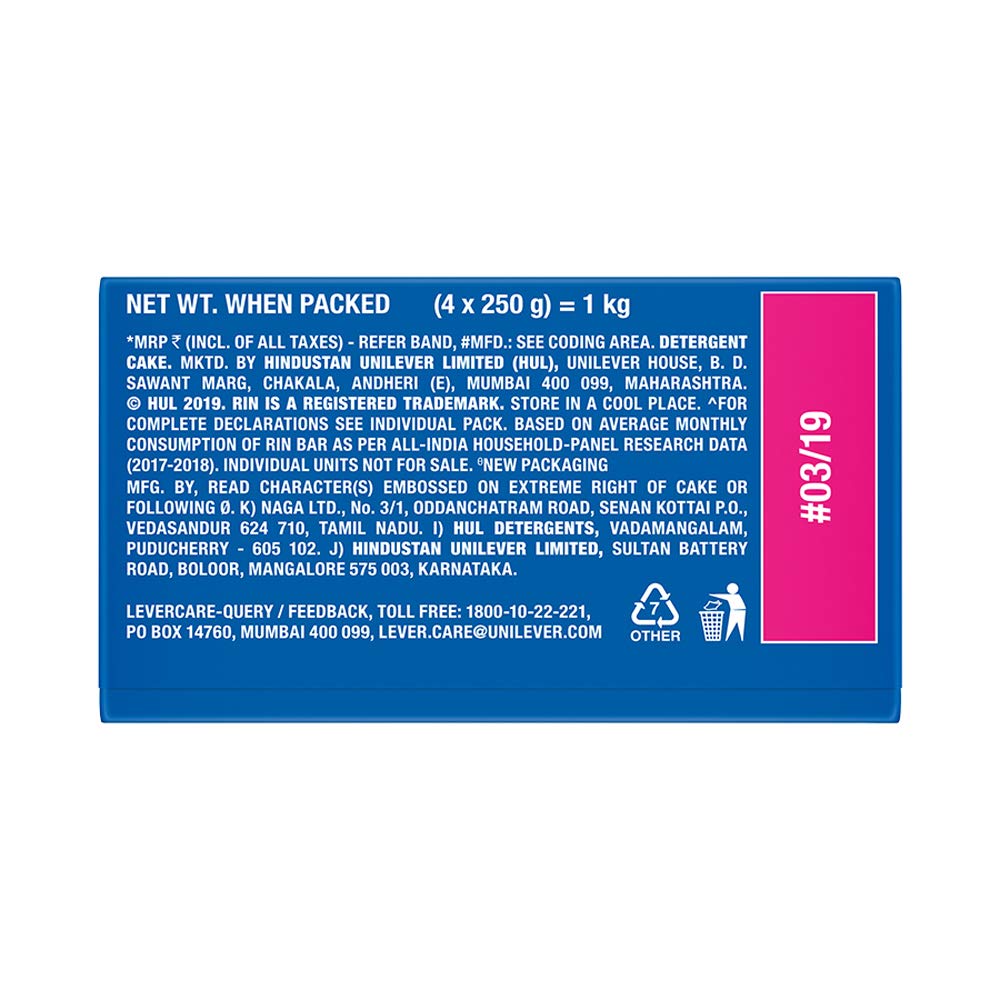 NET WT. WHEN PACKED (4 x 250 g) = 1 kg
*MRP ₹ (INCL. OF ALL TAXES) - REFER BAND, #MFD.: SEE CODING AREA. DETERGENT
CAKE. MKTD. BY HINDUSTAN UNILEVER LIMITED (HUL), UNILEVER HOUSE, B. D.
SAWANT MARG, CHAKALA, ANDHERI (E), MUMBAI 400 099, MAHARASHTRA.
© HUL 2019. RIN IS A REGISTERED TRADEMARK. STORE IN A COOL PLACE. ^FOR
COMPLETE DECLARATIONS SEE INDIVIDUAL PACK. BASED ON AVERAGE MONTHLY
CONSUMPTION OF RIN BAR AS PER ALL-INDIA HOUSEHOLD-PANEL RESEARCH DATA
(2017-2018). INDIVIDUAL UNITS NOT FOR SALE. ᶿNEW PACKAGING
MFG. BY, READ CHARACTER(S) EMBOSSED ON EXTREME RIGHT OF CAKE OR
FOLLOWING Ø. K) NAGA LTD., No. 3/1, ODDANCHATRAM ROAD, SENAN KOTTAI P.O.,
VEDASANDUR 624 710, TAMIL NADU. I) HUL DETERGENTS, VADAMANGALAM,
PUDUCHERRY - 605 102. J) HINDUSTAN UNILEVER LIMITED, SULTAN BATTERY
ROAD, BOLOOR, MANGALORE 575 003, KARNATAKA.
LEVERCARE-QUERY / FEEDBACK, TOLL FREE: 1800-10-22-221,
PO BOX 14760, MUMBAI 400 099, LEVER.CARE@UNILEVER.COM
7
OTHER
#03/19